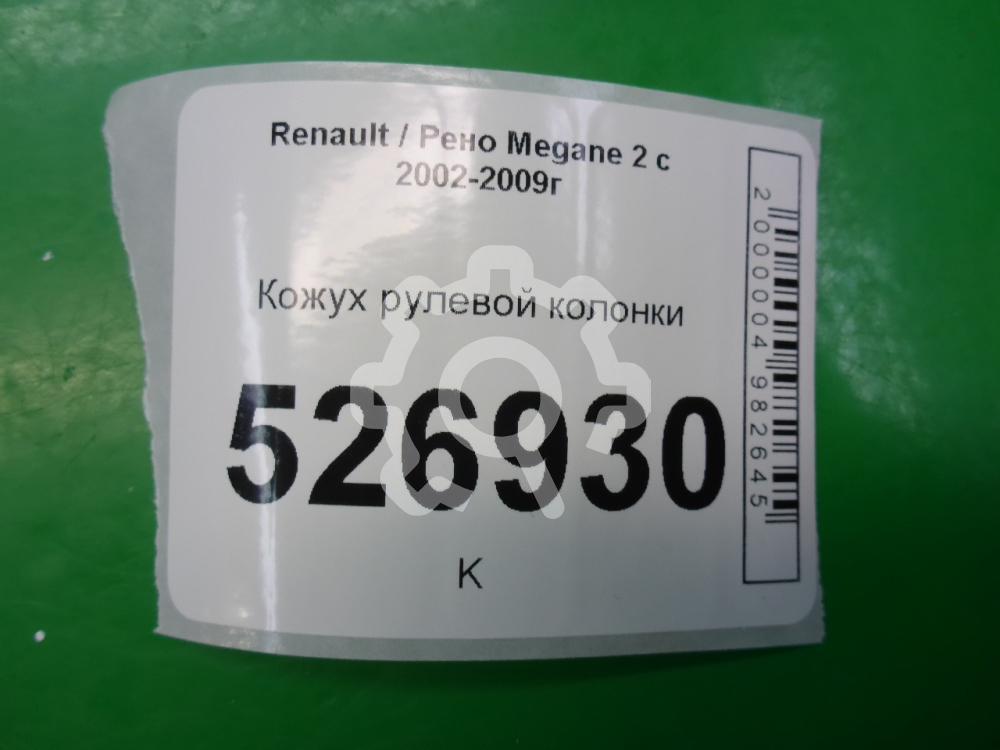 Renault / Рено Megane 2 с
2002-2009г
Кожух рулевой колонки
526930
К
2000004982645